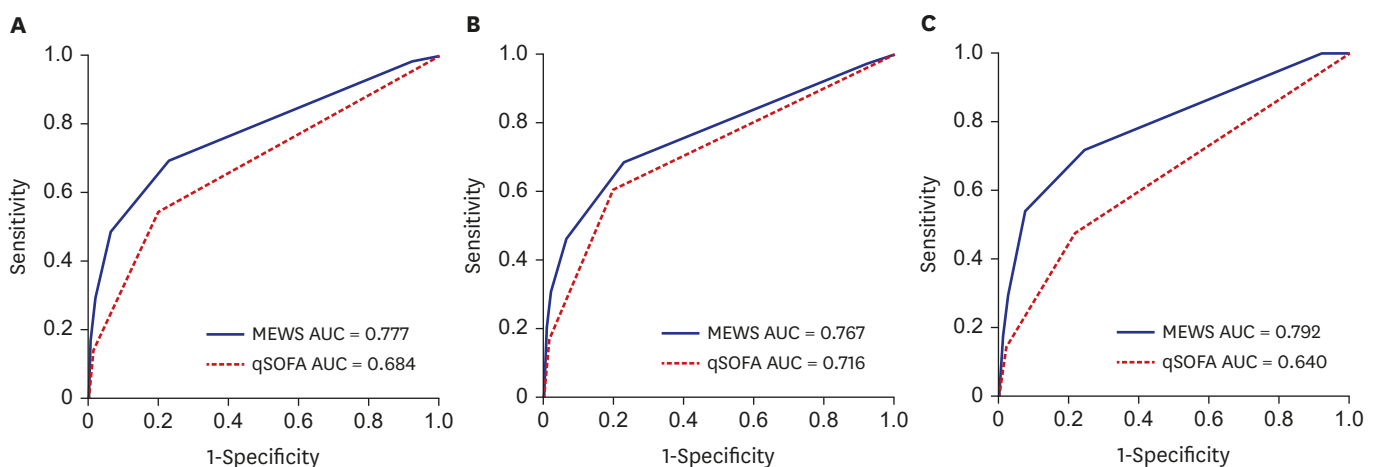 A
1.0
0.8
0.6
0.4
0.2
0
Sensitivity
MEWS AUC = 0.777
qSOFA AUC = 0.684
0 0.2 0.4 0.6 0.8 1.0
1-Specificity
B
1.0
0.8
0.6
0.4
0.2
0
Sensitivity
MEWS AUC = 0.767
qSOFA AUC = 0.716
0 0.2 0.4 0.6 0.8 1.0
1-Specificity
C
1.0
0.8
0.6
0.4
0.2
0
Sensitivity
MEWS AUC = 0.792
qSOFA AUC = 0.640
0 0.2 0.4 0.6 0.8 1.0
1-Specificity